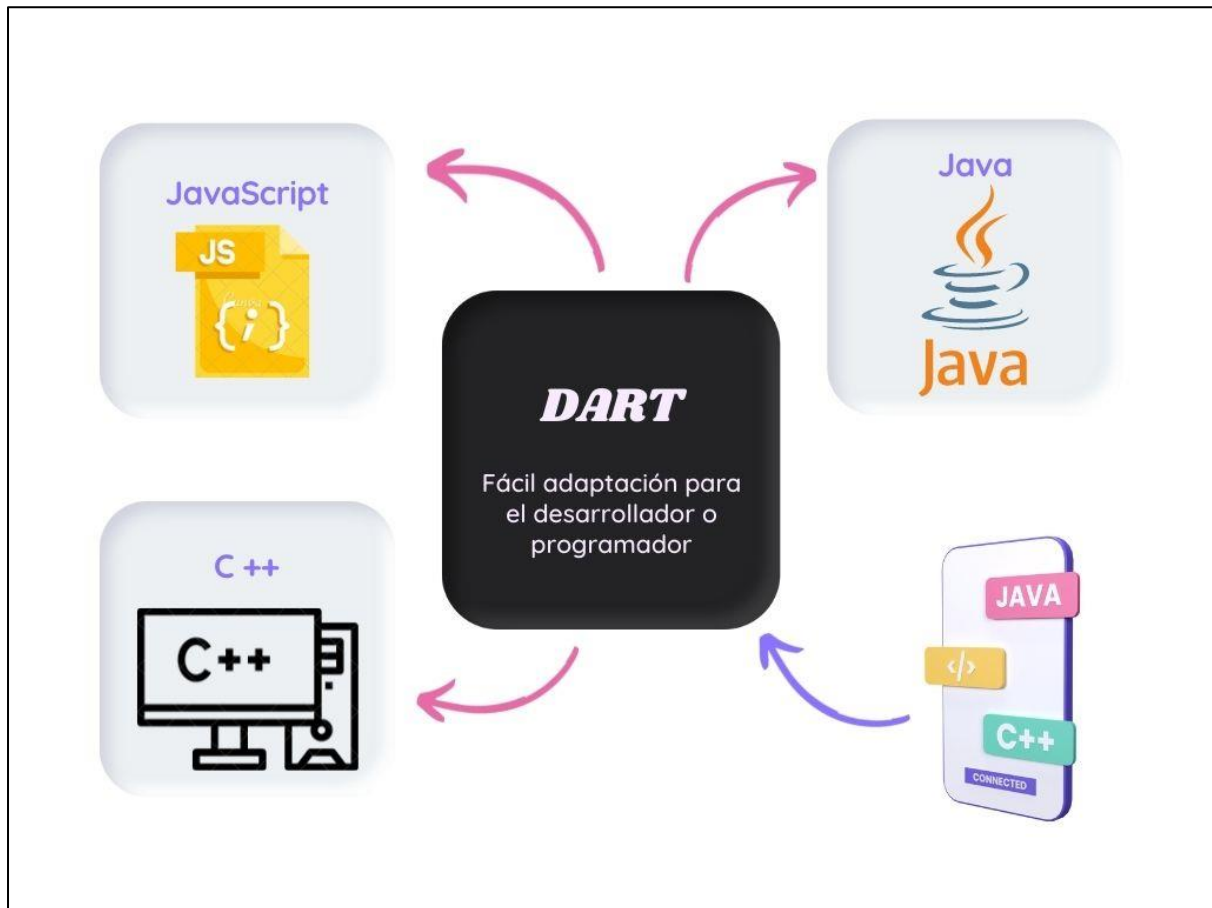 JavaScript
JS
{ ; }
Java
Java
DART
Fácil adaptación para
el desarrollador o
programador
C ++
C++
JAVA
</>
C++
CONNECTED